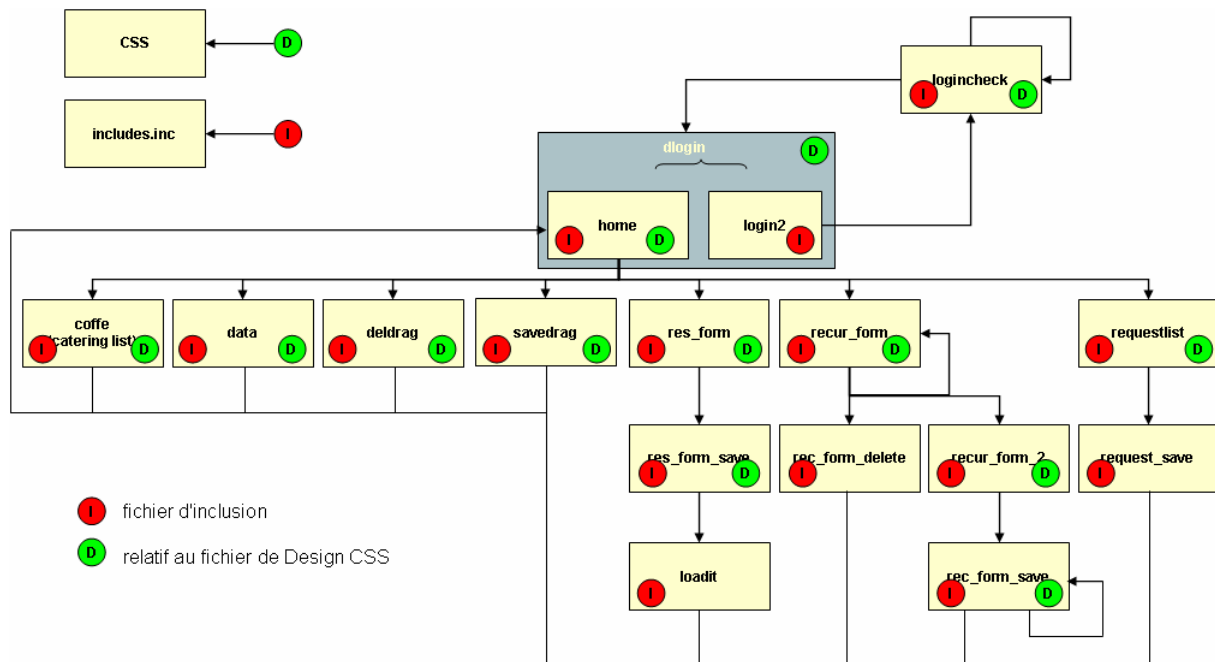 CSS
D
logincheck
I
D
includes.inc
I
dlogin
D
home
I
D
login2
I
coffe
(catering list)
I
D
data
I
D
deldrag
I
D
savedrag
I
D
res_form
I
D
recur_form
I
D
requestlist
I
D
res_form_save
I
D
rec_form_delete
I
recur_form_2
I
D
request_save
I
I fichier d'inclusion
D relatif au fichier de Design CSS
loadit
I
rec_form_save
I
D